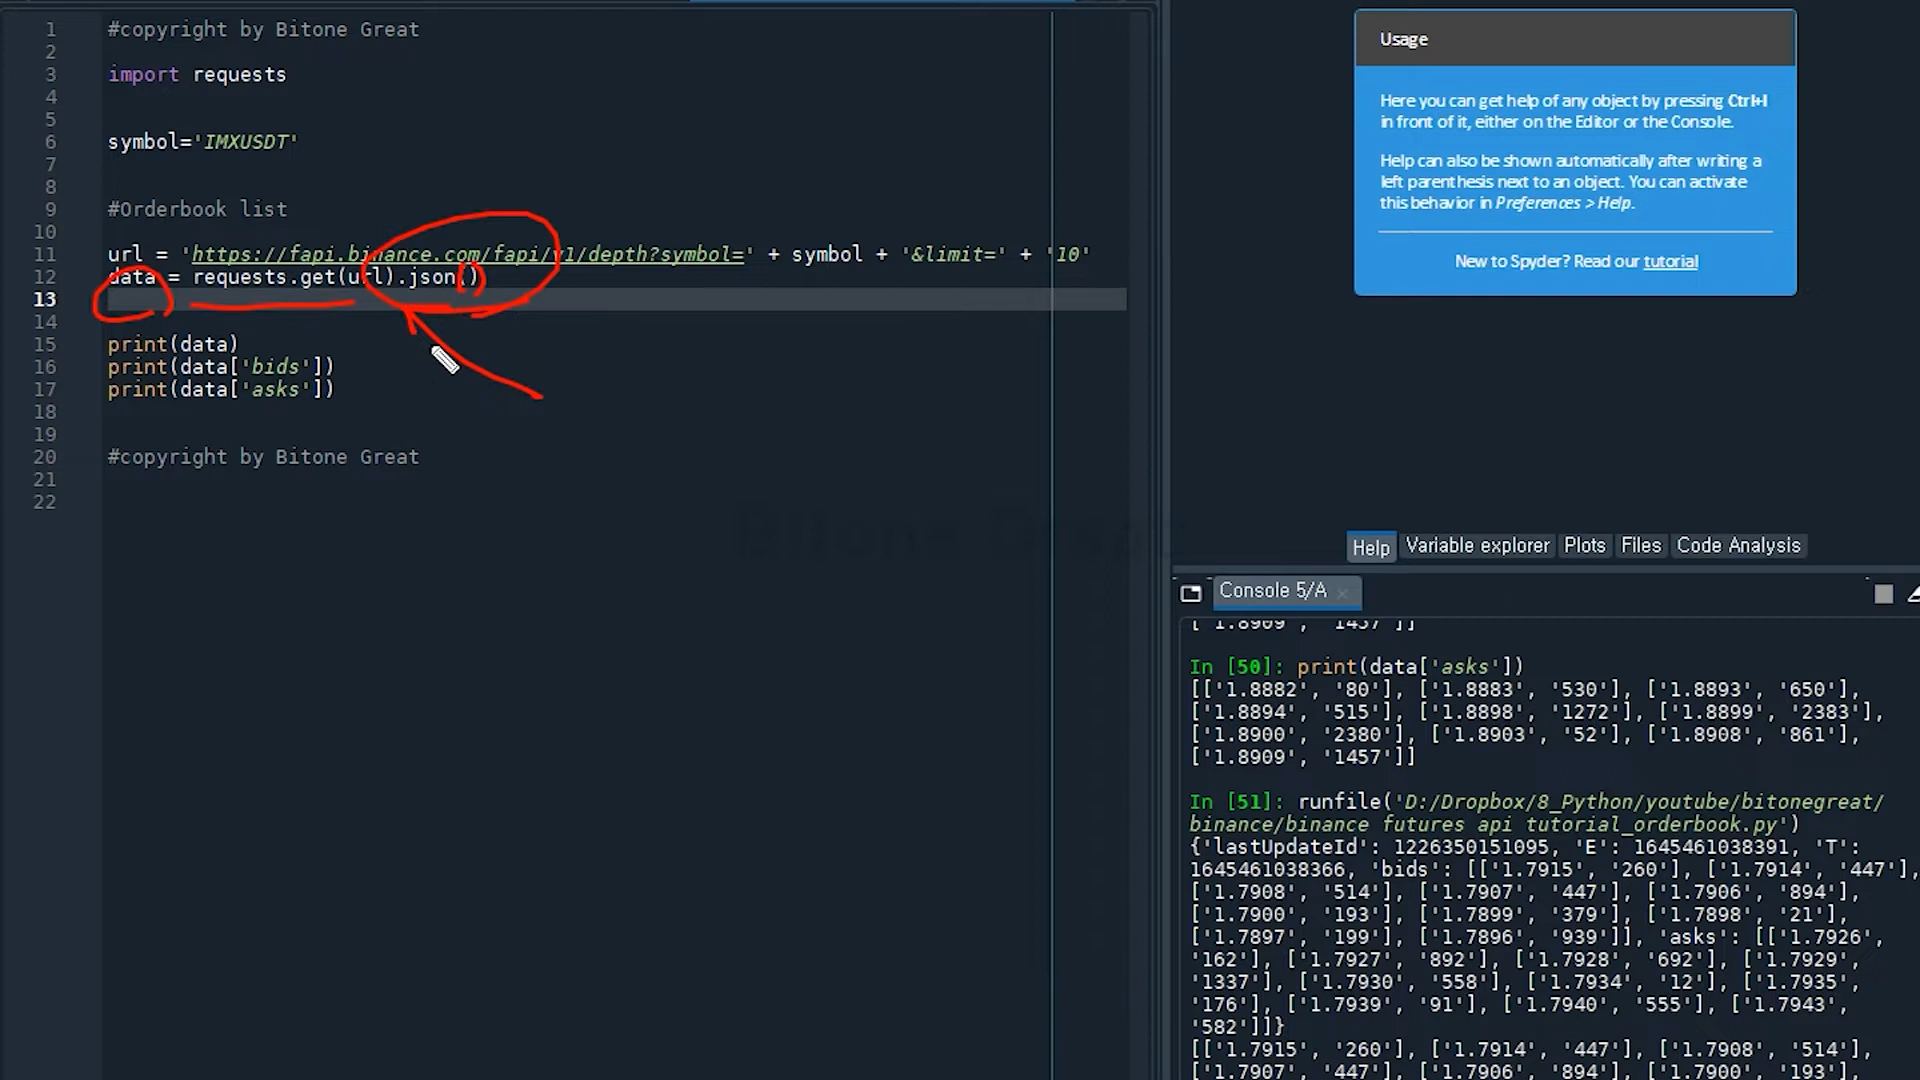 1 #copyright by Bitone Great
2
3 import requests
4
5
6 symbol='IMXUSDT'
7
8
9 #Orderbook list
10
11 url = 'https://fapi.binance.com/fapi/v1/depth?symbol=' + symbol + '&limit=' + '10'
12 data = requests.get(url).json()
13
14
15 print(data)
16 print(data['bids'])
17 print(data['asks'])
18
19
20 #copyright by Bitone Great
21
22
Usage
Here you can get help of any object by pressing Ctrl+I
in front of it, either on the Editor or the Console.
Help can also be shown automatically after writing a
left parenthesis next to an object. You can activate
this behavior in Preferences > Help.
New to Spyder? Read our tutorial
Help Variable explorer Plots Files Code Analysis
Console 5/A
['1.8909', '1457']]
In [50]: print(data['asks'])
[['1.8882', '80'], ['1.8883', '530'], ['1.8893', '650'],
['1.8894', '515'], ['1.8898', '1272'], ['1.8899', '2383'],
['1.8900', '2380'], ['1.8903', '52'], ['1.8908', '861'],
['1.8909', '1457']]
In [51]: runfile('D:/Dropbox/8_Python/youtube/bitonegreat/
binance/binance futures api tutorial_orderbook.py')
{'lastUpdateId': 1226350151095, 'E': 1645461038391, 'T':
1645461038366, 'bids': [['1.7915', '260'], ['1.7914', '447'],
['1.7908', '514'], ['1.7907', '447'], ['1.7906', '894'],
['1.7900', '193'], ['1.7899', '379'], ['1.7898', '21'],
['1.7897', '199'], ['1.7896', '939']], 'asks': [['1.7926',
'162'], ['1.7927', '892'], ['1.7928', '692'], ['1.7929',
'1337'], ['1.7930', '558'], ['1.7934', '12'], ['1.7935',
'176'], ['1.7939', '91'], ['1.7940', '555'], ['1.7943',
'582']]}
[['1.7915', '260'], ['1.7914', '447'], ['1.7908', '514'],
['1.7907', '447'], ['1.7906', '894'], ['1.7900', '193'],